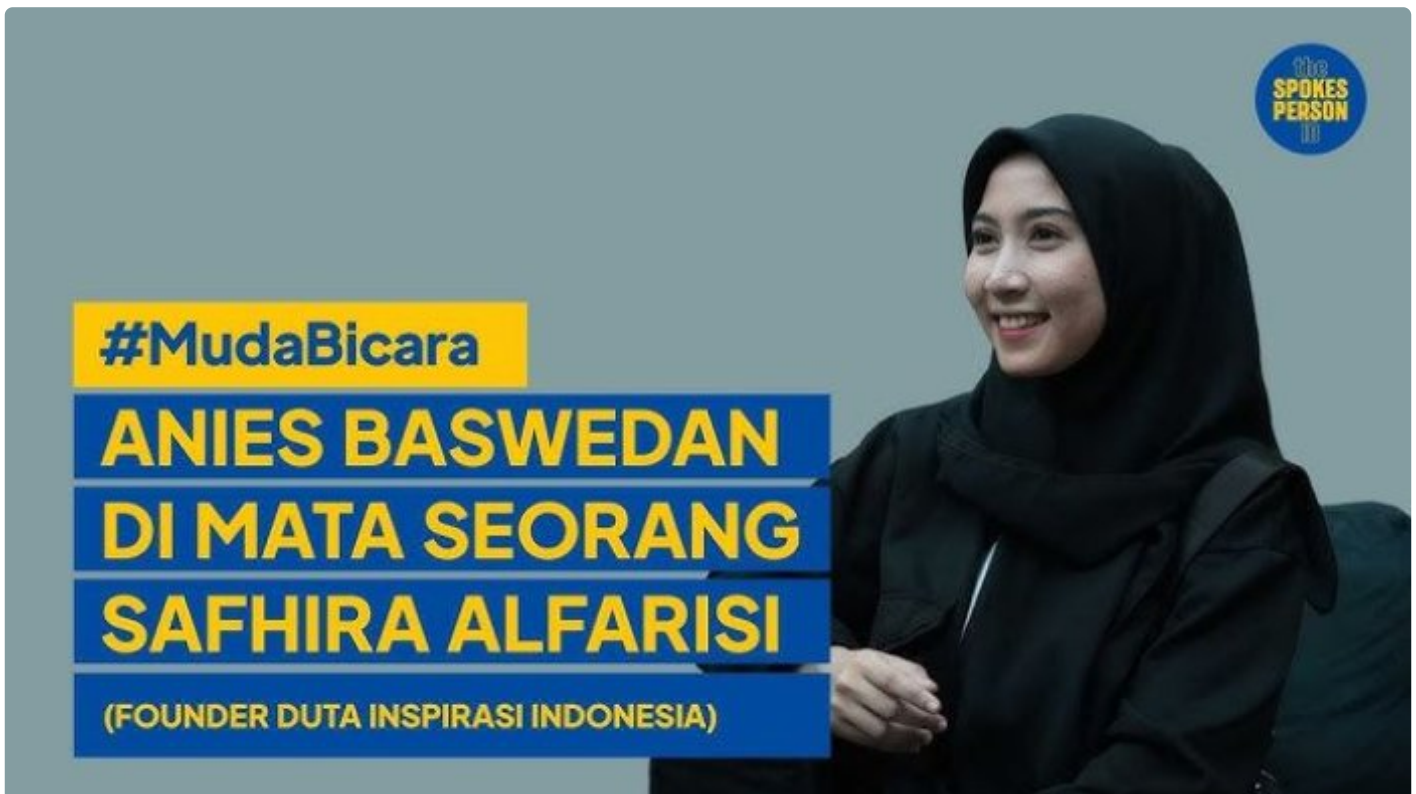 the
SPOKES
PERSON
id
#MudaBicara
ANIES BASWEDAN
DI MATA SEORANG
SAFHIRA ALFARISI
(FOUNDER DUTA INSPIRASI INDONESIA)